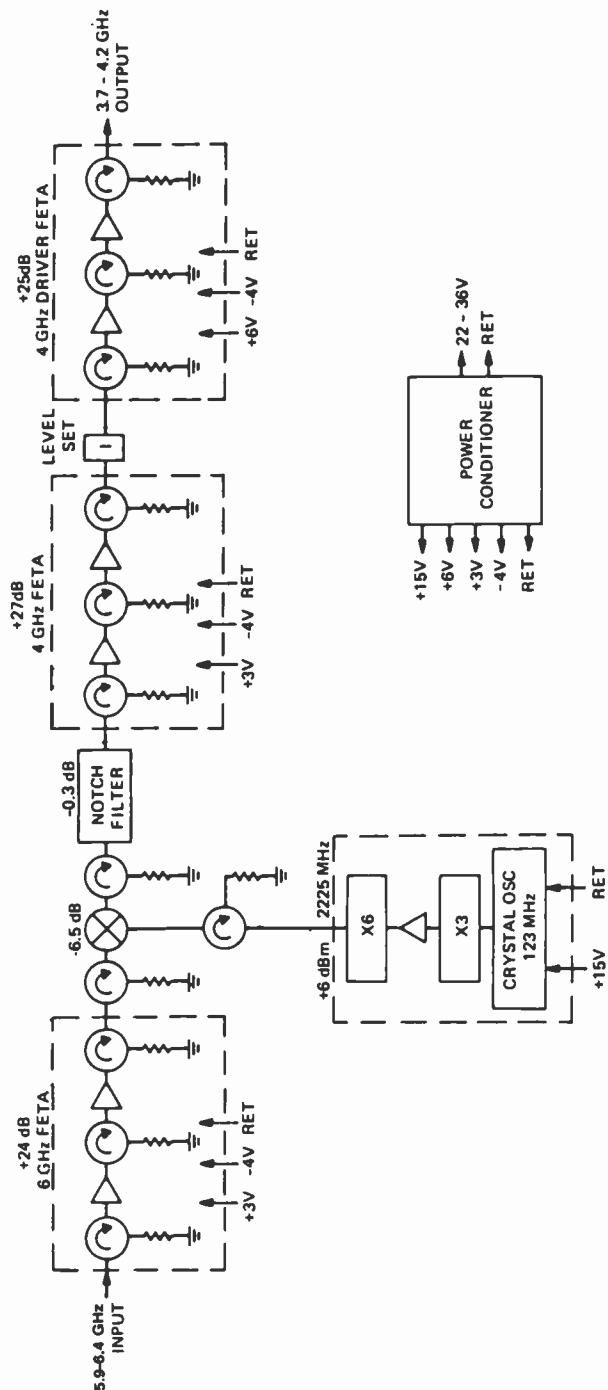 5.9-6.4 GHz
INPUT
+24 dB
6 GHz FETA
+3V
-4V
RET
-6.5 dB
-0.3 dB
NOTCH
FILTER
+27dB
4 GHz FETA
+3V
-4V
RET
LEVEL
SET
+25dB
4 GHz DRIVER FETA
+6V
-4V
RET
3.7 - 4.2 GHz
OUTPUT
+6 dBm
2225 MHz
X6
X3
CRYSTAL OSC
123 MHz
+15V
RET
+15V
+6V
+3V
-4V
RET
POWER
CONDITIONER
22 - 36V
RET